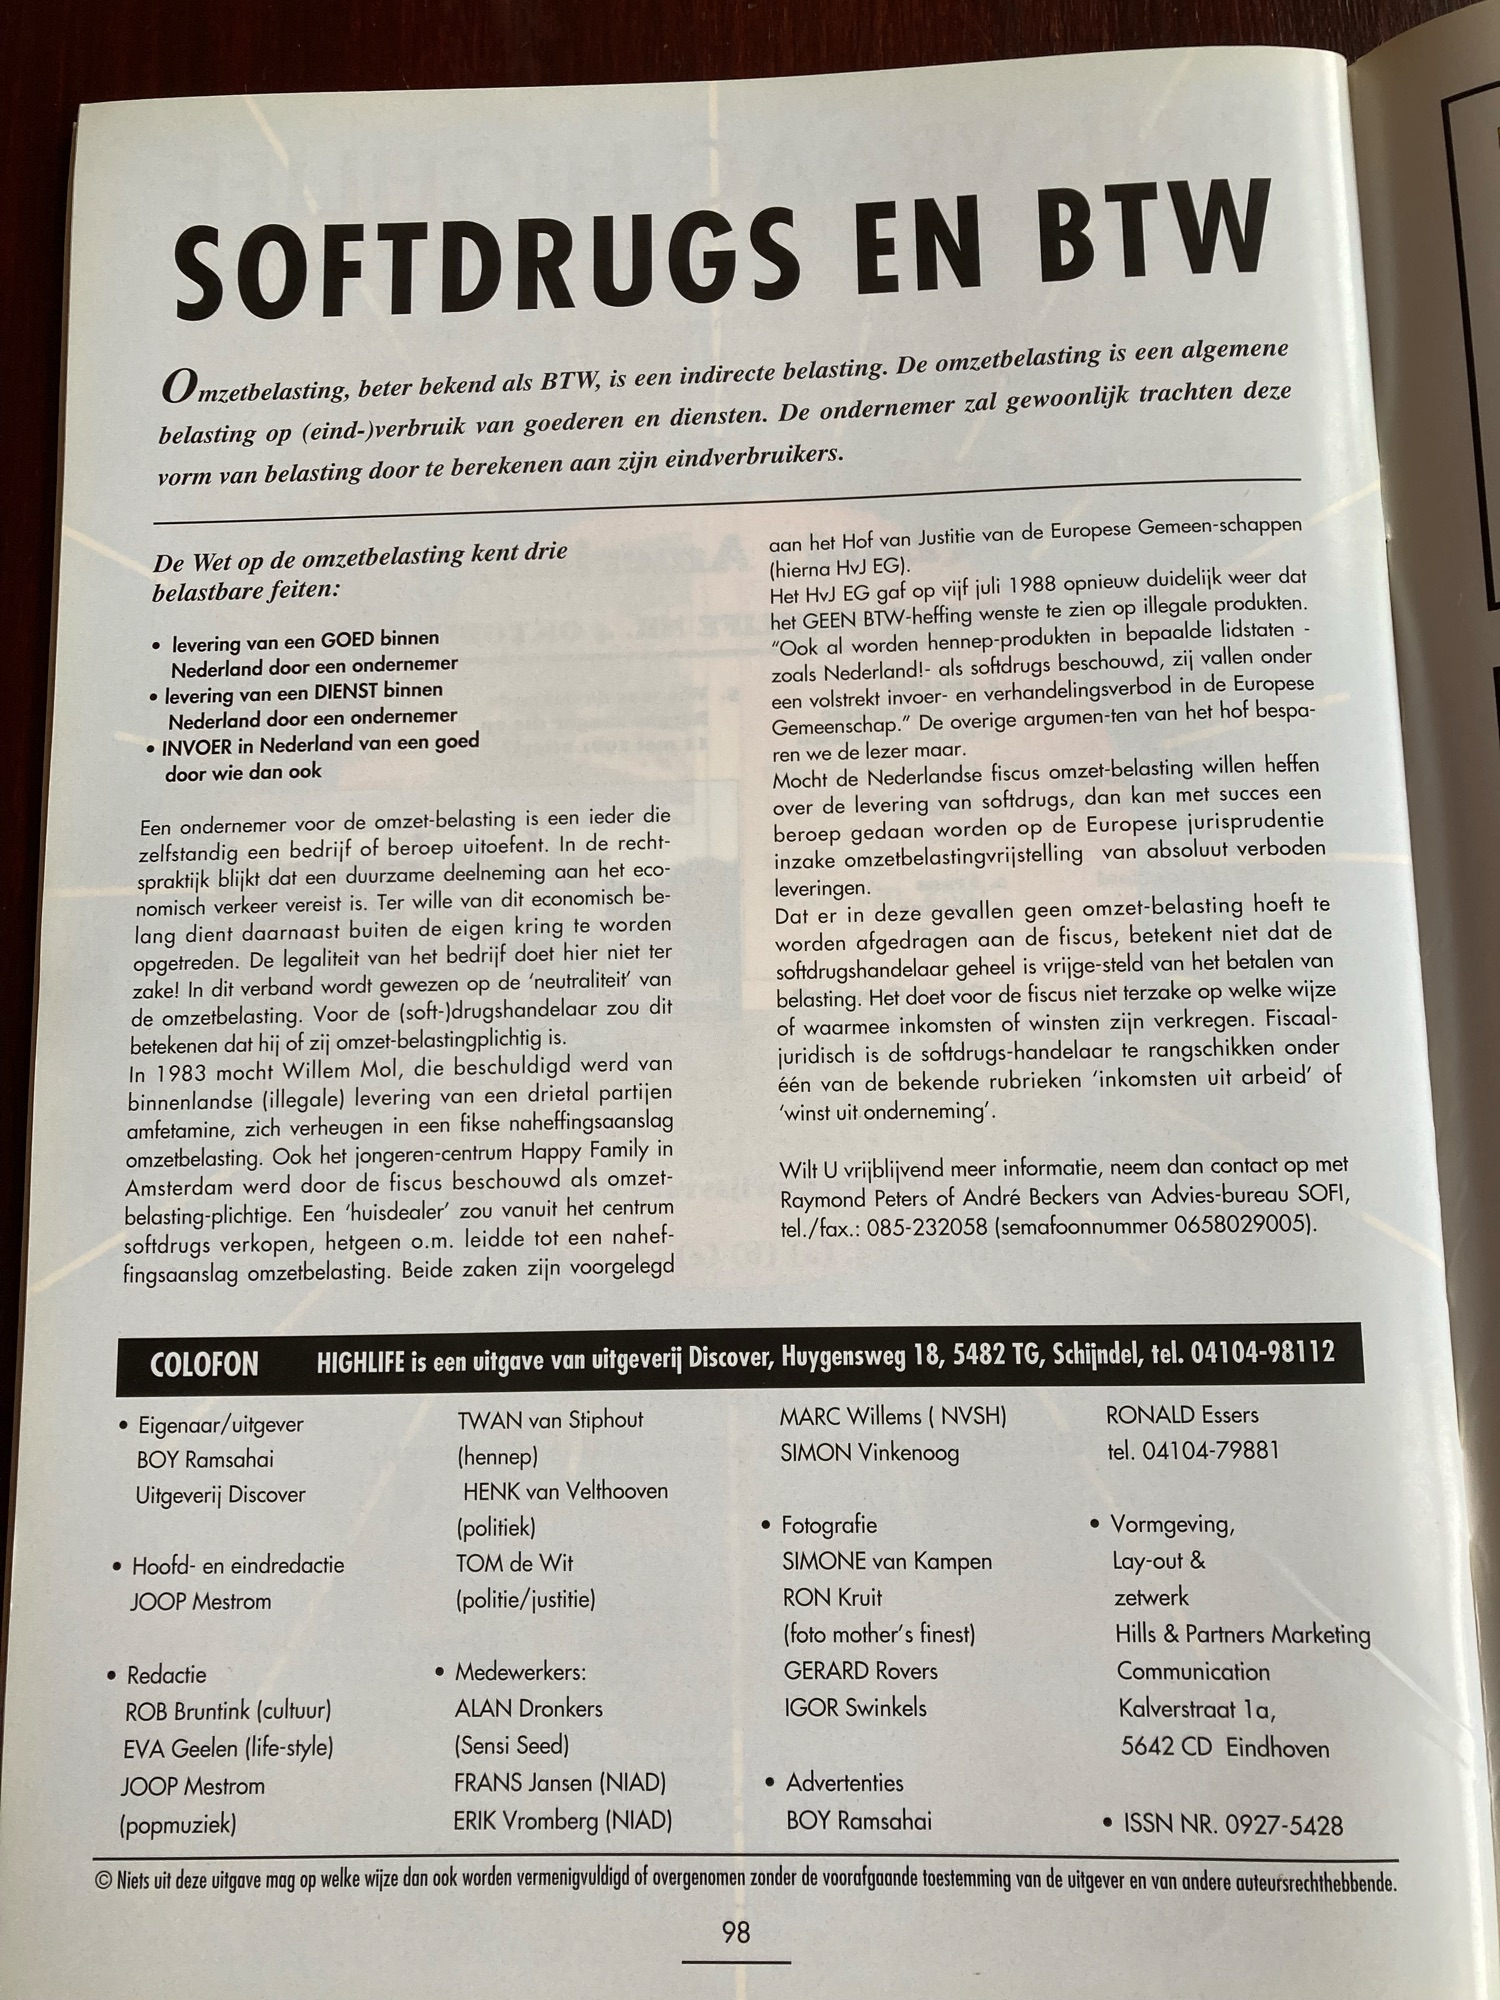 SOFTDRUGS EN BTW
Omzetbelasting, beter bekend als BTW, is een indirecte belasting. De omzetbelasting is een algemene
belasting op (eind-)verbruik van goederen en diensten. De ondernemer zal gewoonlijk trachten deze
vorm van belasting door te berekenen aan zijn eindverbruikers.
De Wet op de omzetbelasting kent drie
belastbare feiten:
• levering van een GOED binnen
Nederland door een ondernemer
• levering van een DIENST binnen
Nederland door een ondernemer
• INVOER in Nederland van een goed
door wie dan ook
Een ondernemer voor de omzet-belasting is een ieder die
zelfstandig een bedrijf of beroep uitoefent. In de recht-
spraktijk blijkt dat een duurzame deelneming aan het eco-
nomisch verkeer vereist is. Ter wille van dit economisch be-
lang dient daarnaast buiten de eigen kring te worden
opgetreden. De legaliteit van het bedrijf doet hier niet ter
zake! In dit verband wordt gewezen op de 'neutraliteit' van
de omzetbelasting. Voor de (soft-)drugshandelaar zou dit
betekenen dat hij of zij omzet-belastingplichtig is.
In 1983 mocht Willem Mol, die beschuldigd werd van
binnenlandse (illegale) levering van een drietal partijen
amfetamine, zich verheugen in een fikse naheffingsaanslag
omzetbelasting. Ook het jongeren-centrum Happy Family in
Amsterdam werd door de fiscus beschouwd als omzet-
belasting-plichtige. Een 'huisdealer' zou vanuit het centrum
softdrugs verkopen, hetgeen o.m. leidde tot een nahef-
fingsaanslag omzetbelasting. Beide zaken zijn voorgelegd
aan het Hof van Justitie van de Europese Gemeen-schappen
(hierna HvJ EG).
Het HvJ EG gaf op vijf juli 1988 opnieuw duidelijk weer dat
het GEEN BTW-heffing wenste te zien op illegale produkten.
"Ook al worden hennep-produkten in bepaalde lidstaten -
zoals Nederland!- als softdrugs beschouwd, zij vallen onder
een volstrekt invoer- en verhandelingsverbod in de Europese
Gemeenschap." De overige argumen-ten van het hof bespa-
ren we de lezer maar.
Mocht de Nederlandse fiscus omzet-belasting willen heffen
over de levering van softdrugs, dan kan met succes een
beroep gedaan worden op de Europese jurisprudentie
inzake omzetbelastingvrijstelling van absoluut verboden
leveringen.
Dat er in deze gevallen geen omzet-belasting hoeft te
worden afgedragen aan de fiscus, betekent niet dat de
softdrugshandelaar geheel is vrijge-steld van het betalen van
belasting. Het doet voor de fiscus niet terzake op welke wijze
of waarmee inkomsten of winsten zijn verkregen. Fiscaal-
juridisch is de softdrugs-handelaar te rangschikken onder
één van de bekende rubrieken 'inkomsten uit arbeid' of
'winst uit onderneming'.
Wilt U vrijblijvend meer informatie, neem dan contact op met
Raymond Peters of André Beckers van Advies-bureau SOFI,
tel./fax.: 085-232058 (semafoonnummer 0658029005).
COLOFON HIGHLIFE is een uitgave van uitgeverij Discover, Huygensweg 18, 5482 TG, Schijndel, tel. 04104-98112
• Eigenaar/uitgever
BOY Ramsahai
Uitgeverij Discover
• Hoofd- en eindredactie
JOOP Mestrom
• Redactie
ROB Bruntink (cultuur)
EVA Geelen (life-style)
JOOP Mestrom
(popmuziek)
TWAN van Stiphout
(hennep)
HENK van Velthooven
(politiek)
TOM de Wit
(politie/justitie)
• Medewerkers:
ALAN Dronkers
(Sensi Seed)
FRANS Jansen (NIAD)
ERIK Vromberg (NIAD)
MARC Willems ( NVSH)
SIMON Vinkenoog
• Fotografie
SIMONE van Kampen
RON Kruit
(foto mother's finest)
GERARD Rovers
IGOR Swinkels
• Advertenties
BOY Ramsahai
RONALD Essers
tel. 04104-79881
• Vormgeving,
Lay-out &
zetwerk
Hills & Partners Marketing
Communication
Kalverstraat 1a,
5642 CD Eindhoven
• ISSN NR. 0927-5428
© Niets uit deze uitgave mag op welke wijze dan ook worden vermenigvuldigd of overgenomen zonder de voorafgaande toestemming van de uitgever en van andere auteursrechthebbende.
98